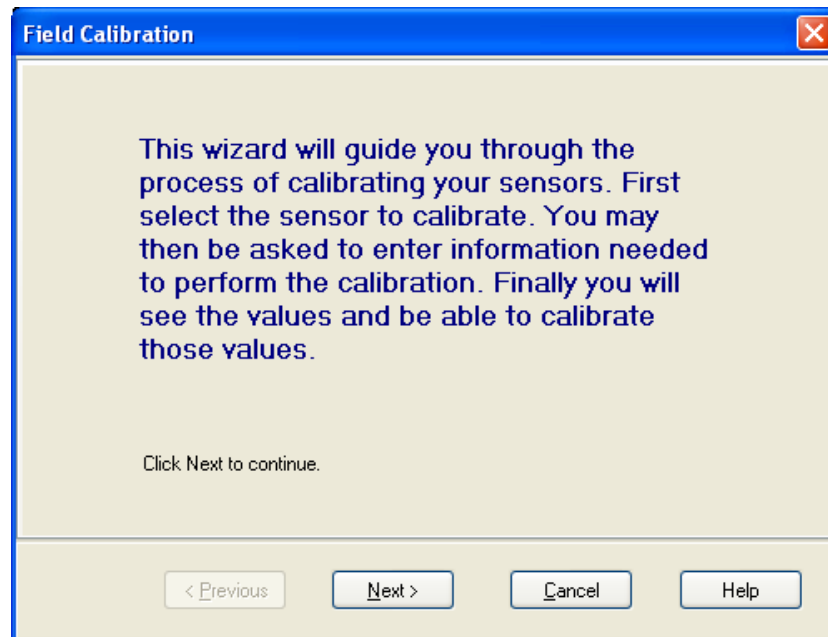 Field Calibration
This wizard will guide you through the
process of calibrating your sensors. First
select the sensor to calibrate. You may
then be asked to enter information needed
to perform the calibration. Finally you will
see the values and be able to calibrate
those values.
Click Next to continue.
< Previous Next > Cancel Help